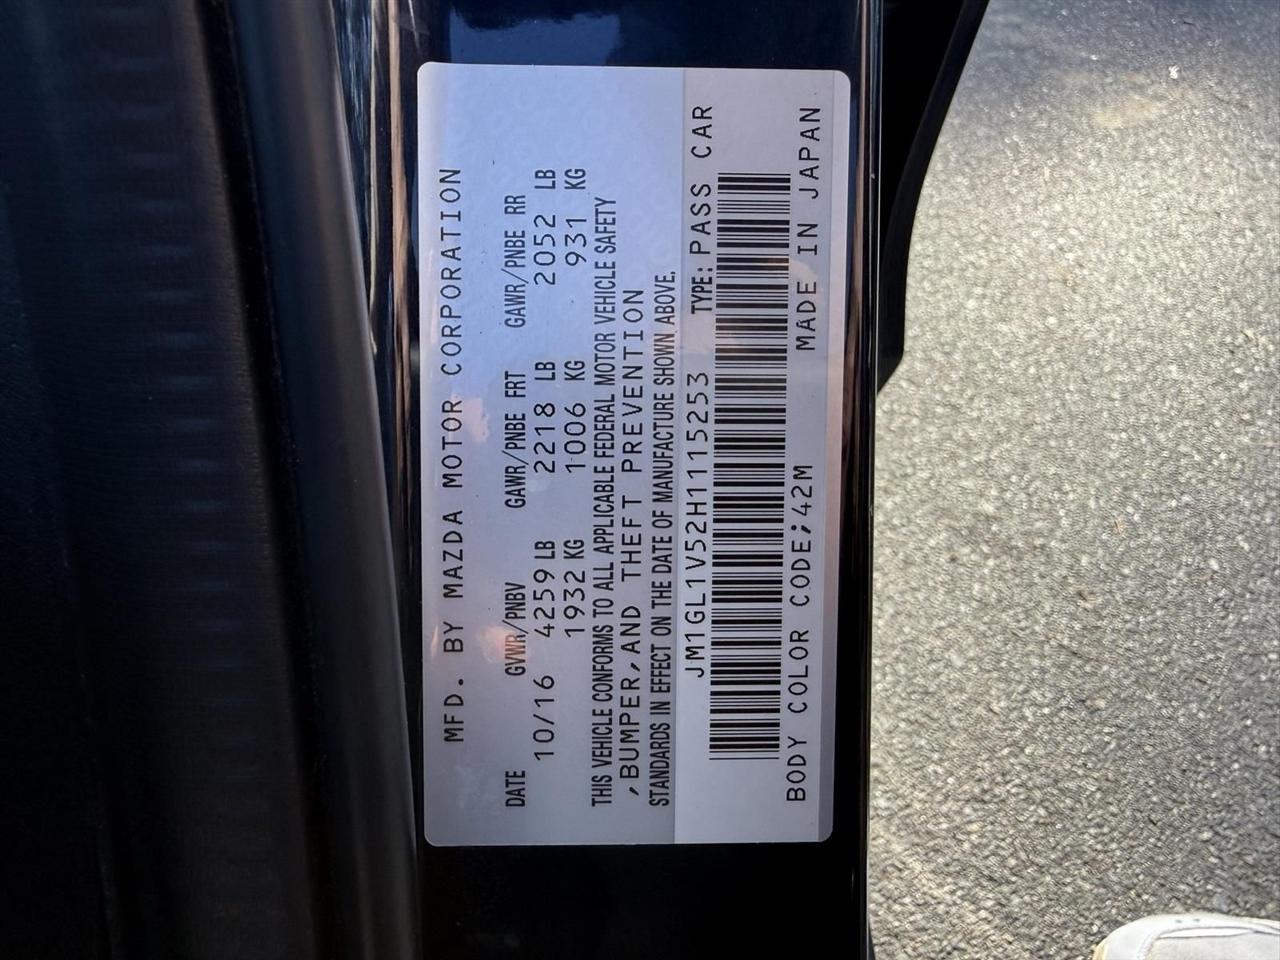 MFD. BY MAZDA MOTOR CORPORATION
DATE GVWR/PNBV GAWR/PNBE FRT GAWR/PNBE RR
10/16 4259 LB 2218 LB 2052 LB
1932 KG 1006 KG 931 KG
THIS VEHICLE CONFORMS TO ALL APPLICABLE FEDERAL MOTOR VEHICLE SAFETY
,BUMPER,AND THEFT PREVENTION
STANDARDS IN EFFECT ON THE DATE OF MANUFACTURE SHOWN ABOVE.
JM1GL1V52H1115253 TYPE: PASS CAR
BODY COLOR CODE;42M MADE IN JAPAN